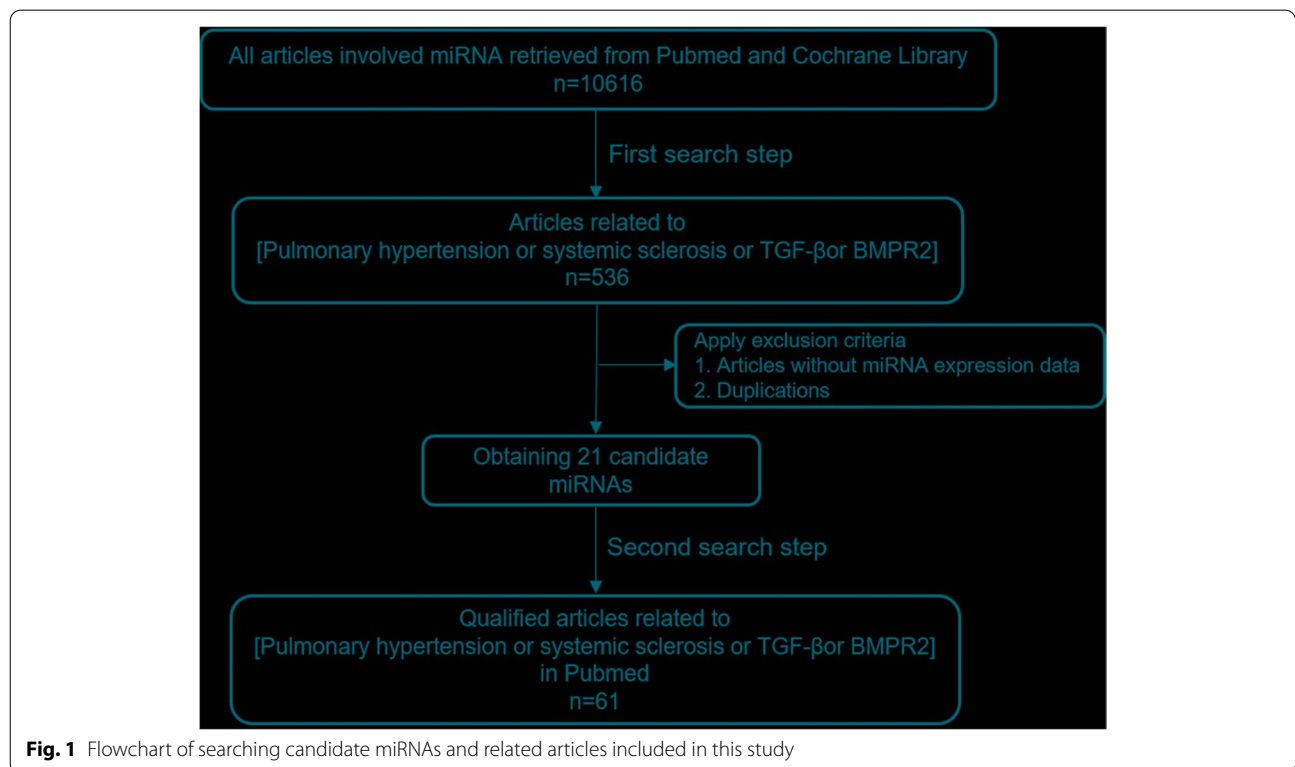 All articles involved miRNA retrieved from Pubmed and Cochrane Library
n=10616
First search step
Articles related to
[Pulmonary hypertension or systemic sclerosis or TGF-βor BMPR2]
n=536
Apply exclusion criteria
1. Articles without miRNA expression data
2. Duplications
Obtaining 21 candidate
miRNAs
Second search step
Qualified articles related to
[Pulmonary hypertension or systemic sclerosis or TGF-βor BMPR2]
in Pubmed
n=61
Fig. 1 Flowchart of searching candidate miRNAs and related articles included in this study